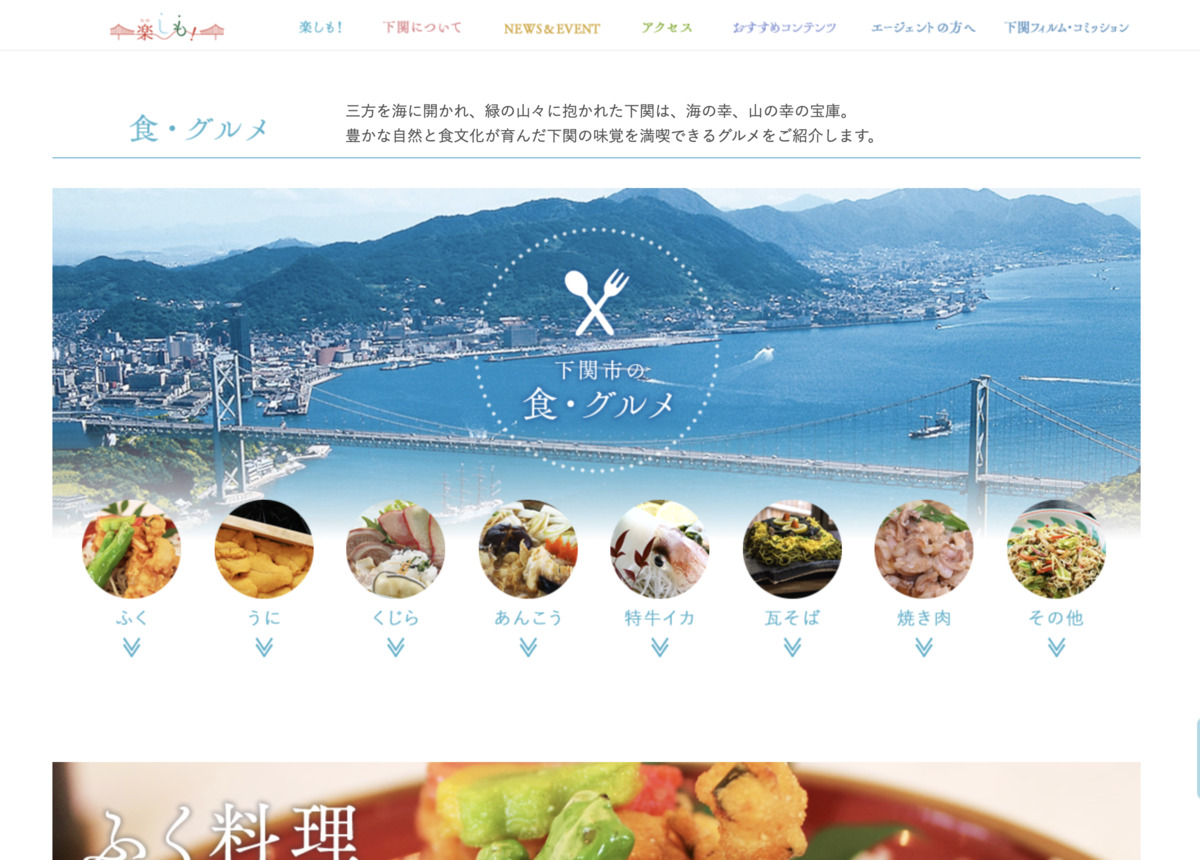 楽しも!
楽しも! 下関について NEWS&EVENT アクセス おすすめコンテンツ エージェントの方へ 下関フィルム・コミッション
食・グルメ
三方を海に開かれ、緑の山々に抱かれた下関は、海の幸、山の幸の宝庫。
豊かな自然と食文化が育んだ下関の味覚を満喫できるグルメをご紹介します。
下関市の
食・グルメ
ふく うに くじら あんこう 特牛イカ 瓦そば 焼き肉 その他
ふく料理